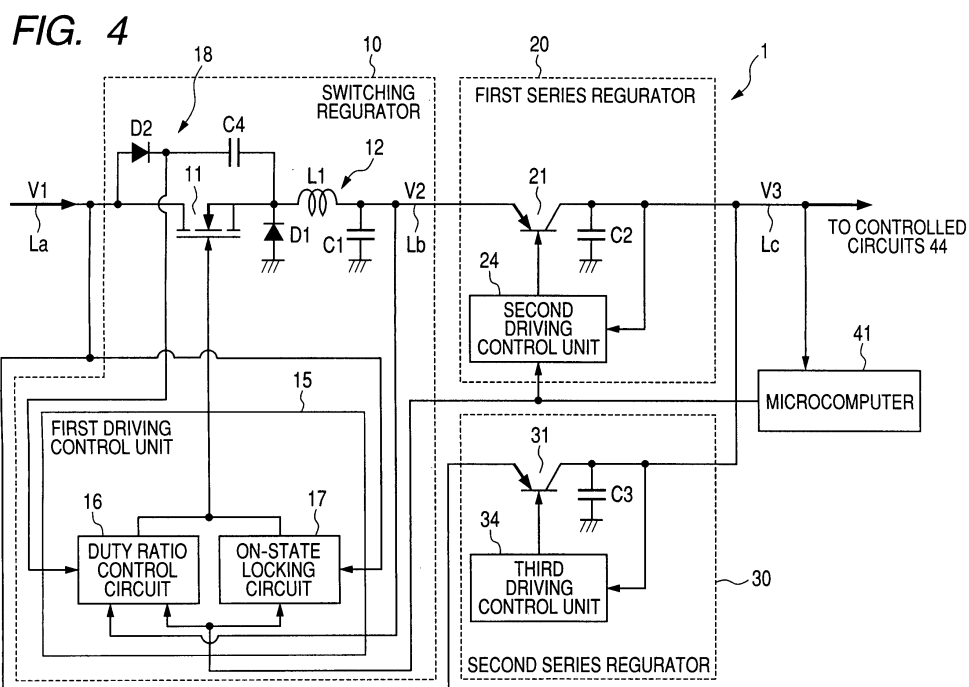 FIG. 4
18
10
SWITCHING
REGURATOR
20
FIRST SERIES REGURATOR
1
D2
C4
11
L1
12
V1
La
D1
C1
V2
Lb
21
C2
V3
Lc
TO CONTROLLED
CIRCUITS 44
24
SECOND
DRIVING
CONTROL UNIT
41
MICROCOMPUTER
15
FIRST DRIVING
CONTROL UNIT
16
DUTY RATIO
CONTROL
CIRCUIT
17
ON-STATE
LOCKING
CIRCUIT
31
C3
34
THIRD
DRIVING
CONTROL UNIT
30
SECOND SERIES REGURATOR